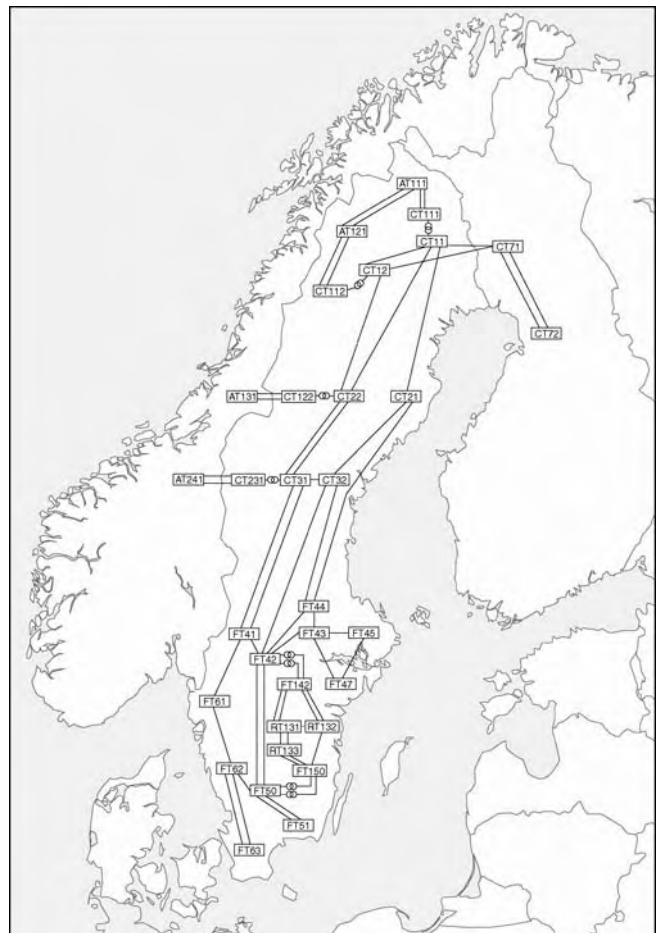 AT111
CT111
AT121
CT11
CT71
CT12
CT112
CT72
AT131
CT122
CT22
CT21
AT241
CT231
CT31
CT32
FT44
FT41
FT43
FT45
FT42
FT142
FT47
FT61
RT131
RT132
RT133
FT62
FT150
FT50
FT51
FT63